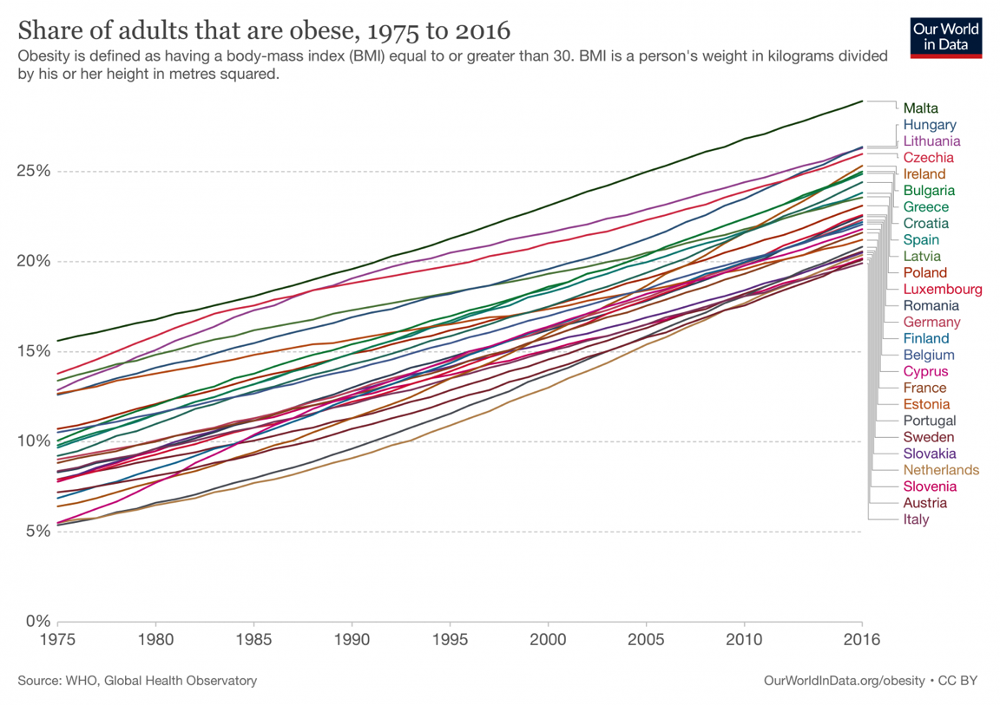 Share of adults that are obese, 1975 to 2016
Our World
in Data
Obesity is defined as having a body-mass index (BMI) equal to or greater than 30. BMI is a person's weight in kilograms divided
by his or her height in metres squared.
Malta
Hungary
Lithuania
Czechia
Ireland
Bulgaria
Greece
Croatia
Spain
Latvia
Poland
Luxembourg
Romania
Germany
Finland
Belgium
Cyprus
France
Estonia
Portugal
Sweden
Slovakia
Netherlands
Slovenia
Austria
Italy
25%
20%
15%
10%
5%
0%
1975 1980 1985 1990 1995 2000 2005 2010 2016
Source: WHO, Global Health Observatory
OurWorldInData.org/obesity • CC BY